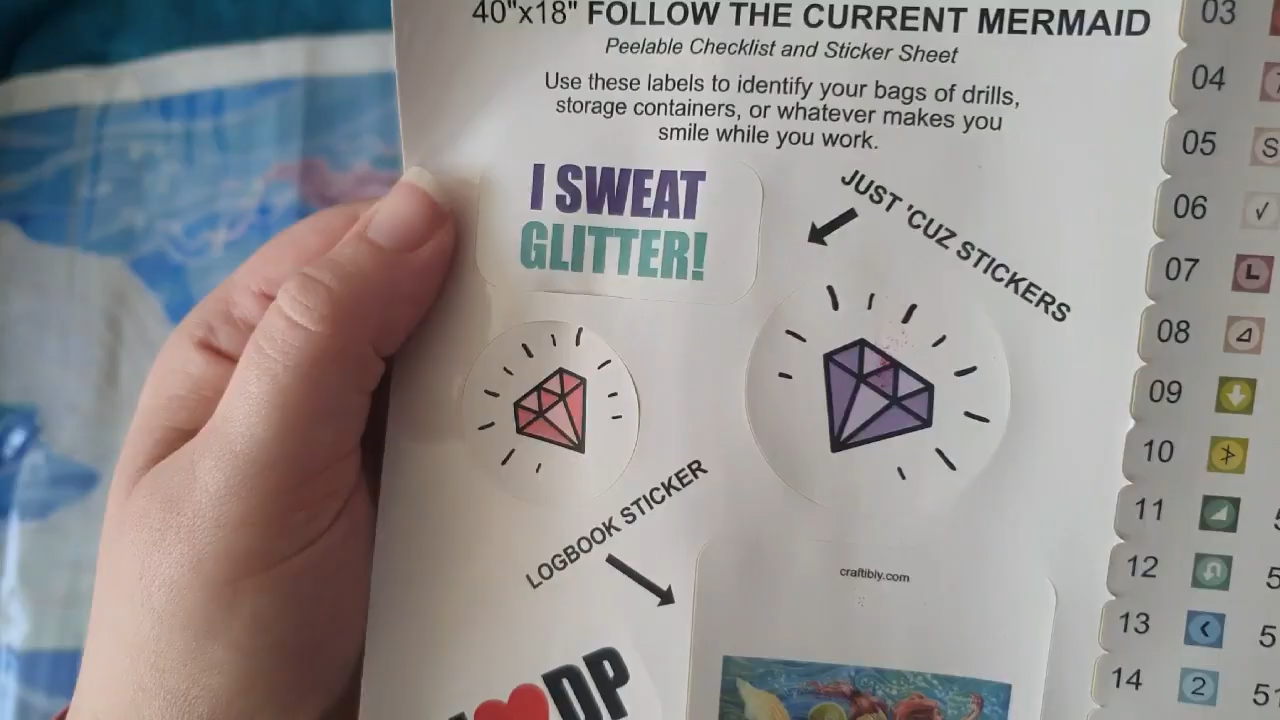 40"x18" FOLLOW THE CURRENT MERMAID
Peelable Checklist and Sticker Sheet
Use these labels to identify your bags of drills,
storage containers, or whatever makes you
smile while you work.
I SWEAT
GLITTER!
JUST 'CUZ STICKERS
LOGBOOK STICKER
craftibly.com
DP
03
04
05 S
06 √
07 L
08
09
10
11
12
13
14 2